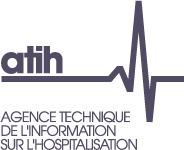 atih
AGENCE TECHNIQUE
DE L'INFORMATION
SUR L'HOSPITALISATION